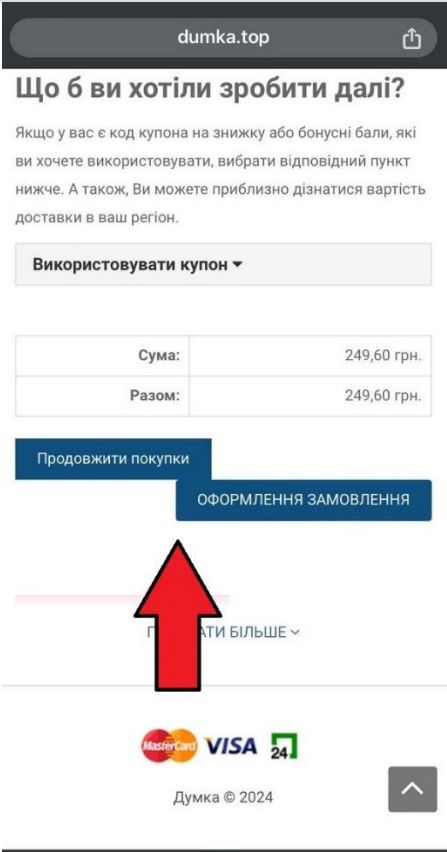 dumka.top
Що б ви хотіли зробити далі?
Якщо у вас є код купона на знижку або бонусні бали, які
ви хочете використовувати, вибрати відповідний пункт
нижче. А також, Ви можете приблизно дізнатися вартість
доставки в ваш регіон.
Використовувати купон
Сума: 249,60 грн.
Разом: 249,60 грн.
Продовжити покупки
ОФОРМЛЕННЯ ЗАМОВЛЕННЯ
БІЛЬШЕ
MasterCard VISA 24
Думка © 2024